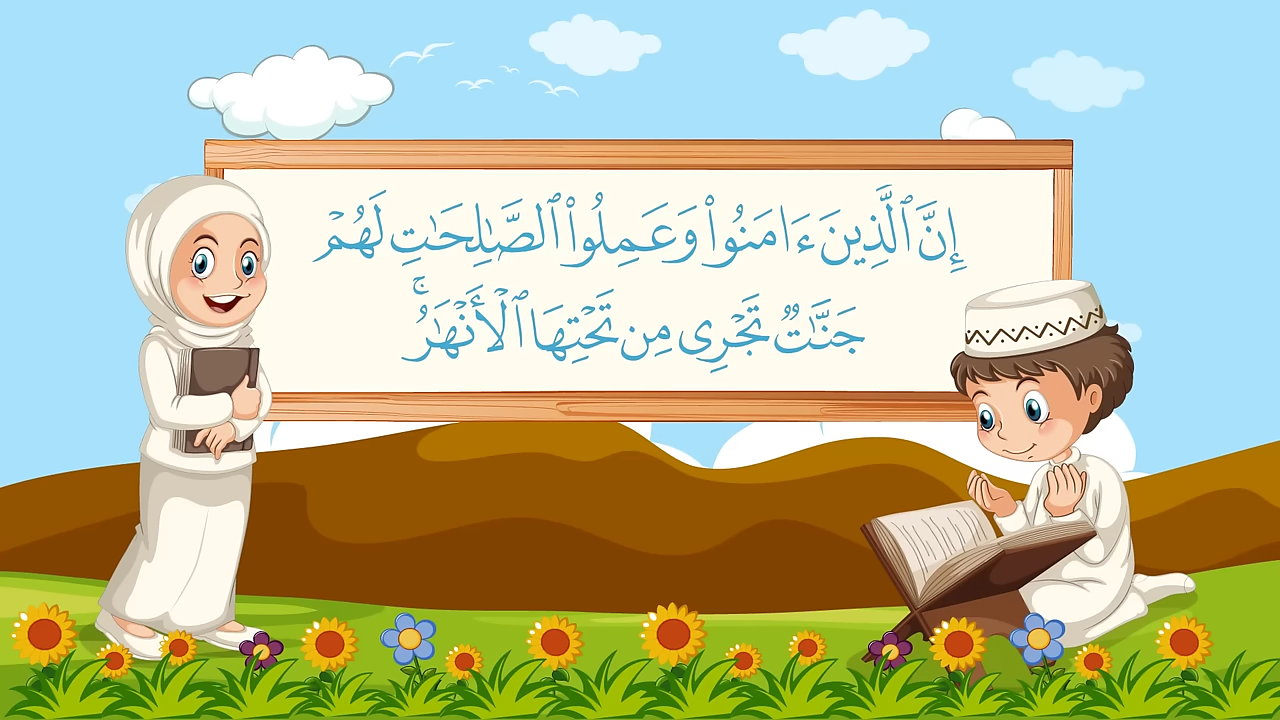 إِنَّ ٱلَّذِينَ ءَامَنُوا۟ وَعَمِلُوا۟ ٱلصَّـٰلِحَـٰتِ لَهُمْ
جَنَّـٰتٌ تَجْرِى مِن تَحْتِهَا ٱلْأَنْهَـٰرُ ۚ